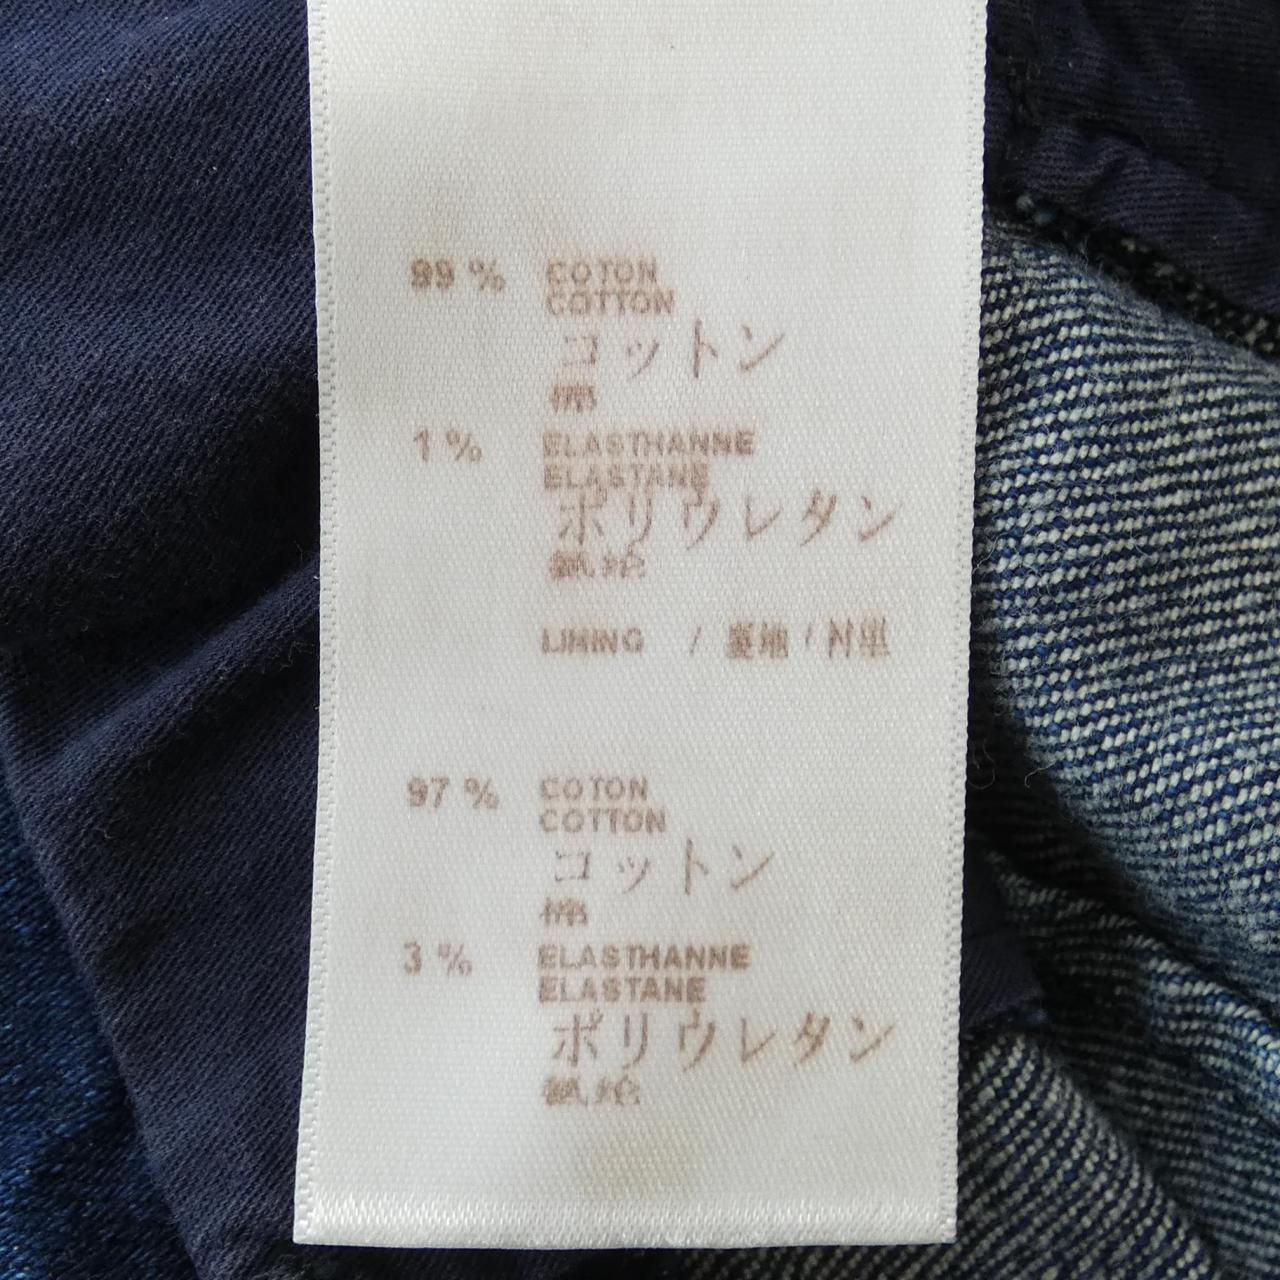 99 % COTON
COTTON
コットン
棉
1 % ELASTHANNE
ELASTANE
ポリウレタン
氨纶
LINING / 裏地 / 衬里
97 % COTON
COTTON
コットン
棉
3 % ELASTHANNE
ELASTANE
ポリウレタン
氨纶